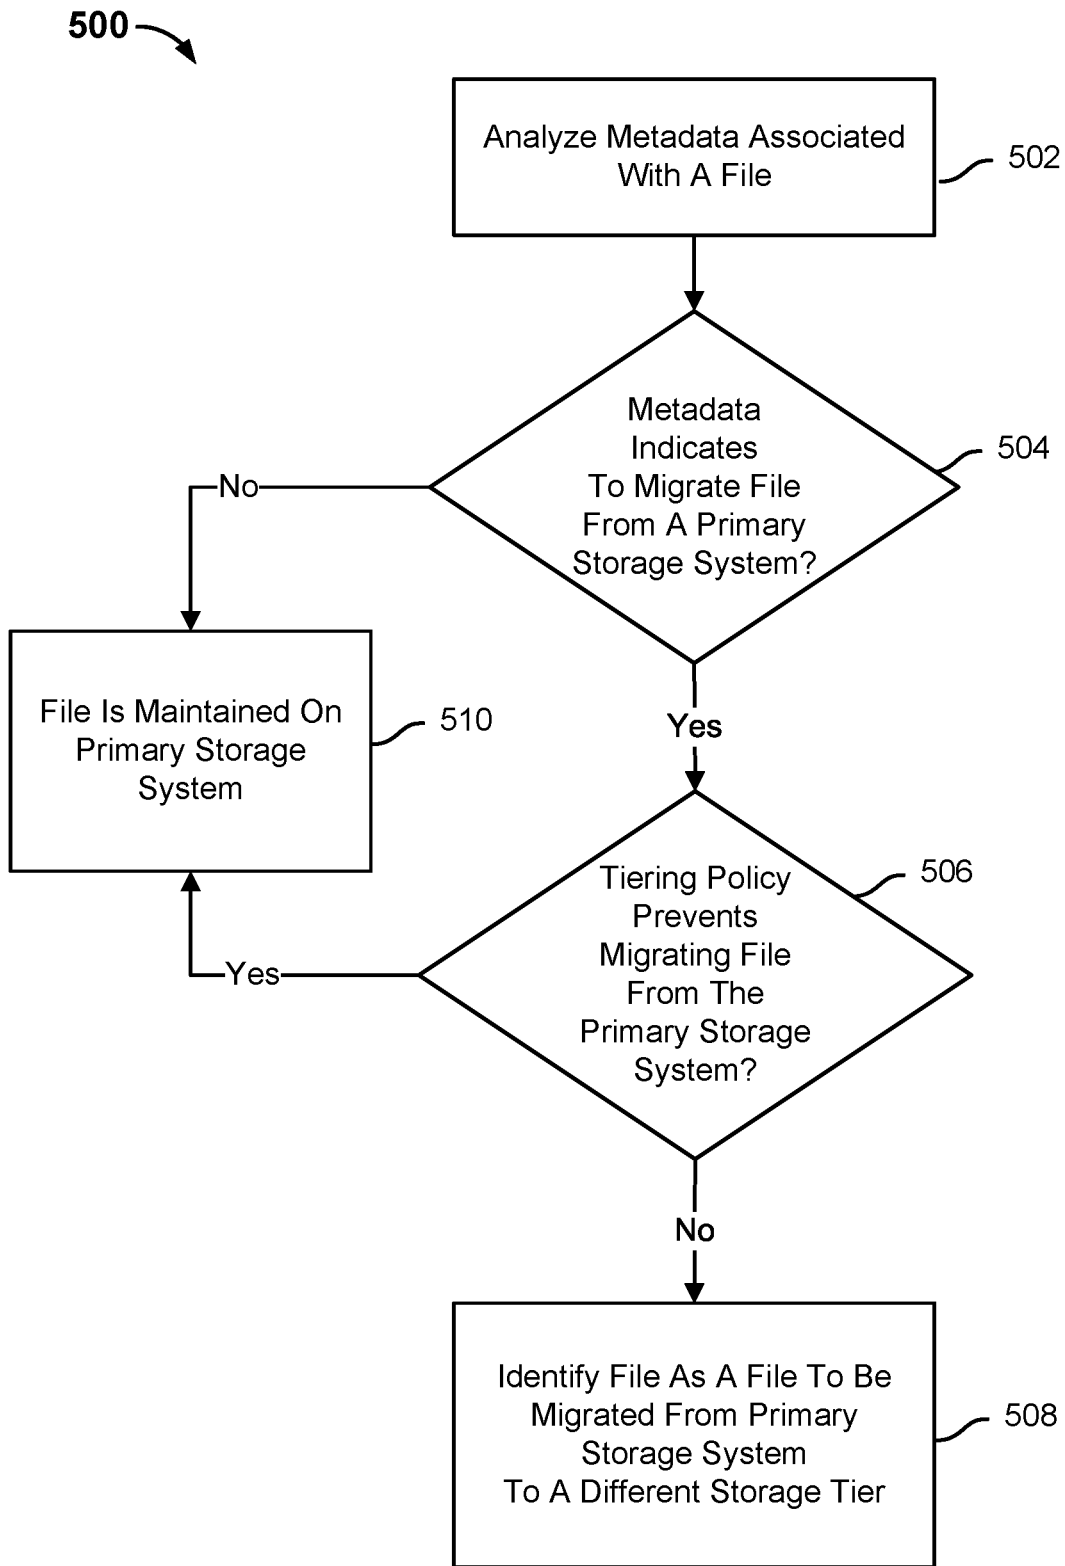 500
Analyze Metadata Associated
With A File
502
Metadata
Indicates
To Migrate File
From A Primary
Storage System?
504
No
Yes
File Is Maintained On
Primary Storage
System
510
Tiering Policy
Prevents
Migrating File
From The
Primary Storage
System?
506
Yes
No
Identify File As A File To Be
Migrated From Primary
Storage System
To A Different Storage Tier
508